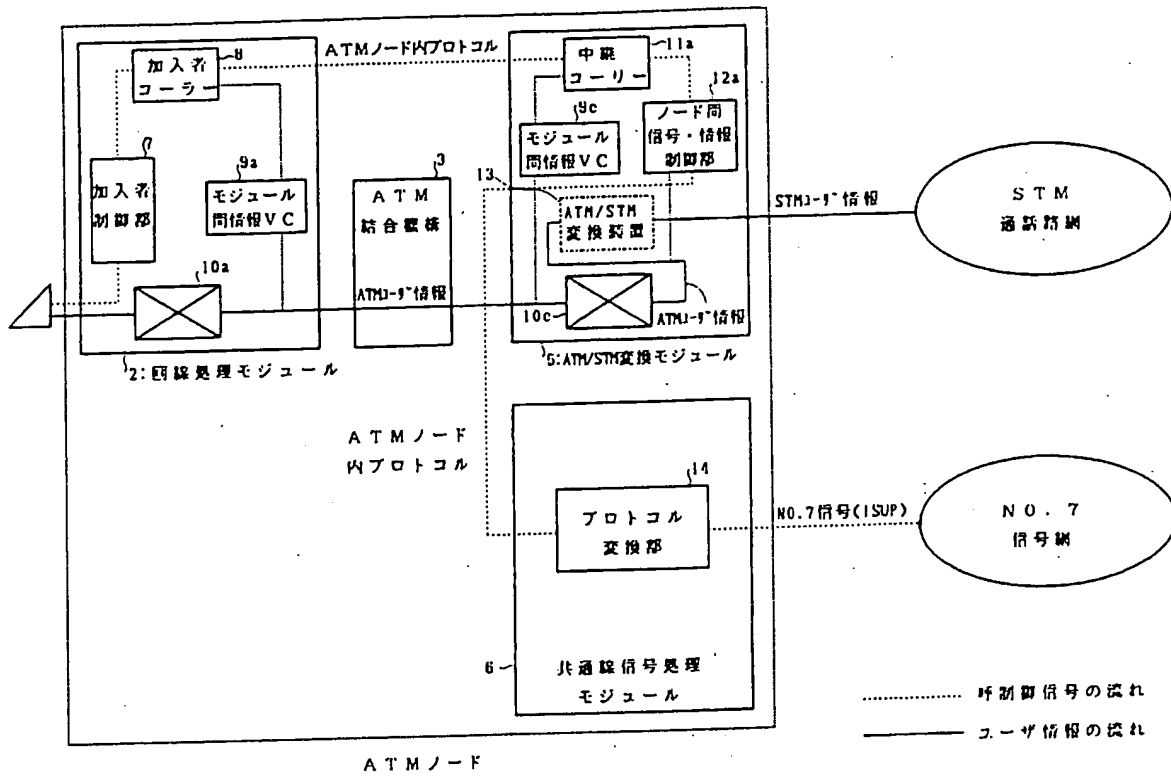 ATMノード内プロトコル
8
加入者
コーラー
7
加入者
制御部
9a
モジュール
間情報VC
10a
2:回線処理モジュール
3
ATM
結合機構
ATMユーザ情報
11a
中継
コーリー
12a
ノード間
信号・情報
制御部
9c
モジュール
間情報VC
13
ATM/STM
変換装置
10c
ATMユーザ情報
5:ATM/STM変換モジュール
STMユーザ情報
STM
通話路網
ATMノード
内プロトコル
14
プロトコル
変換部
NO.7信号(ISUP)
NO.7
信号網
6
共通線信号処理
モジュール
呼制御信号の流れ
ユーザ情報の流れ
ATMノード